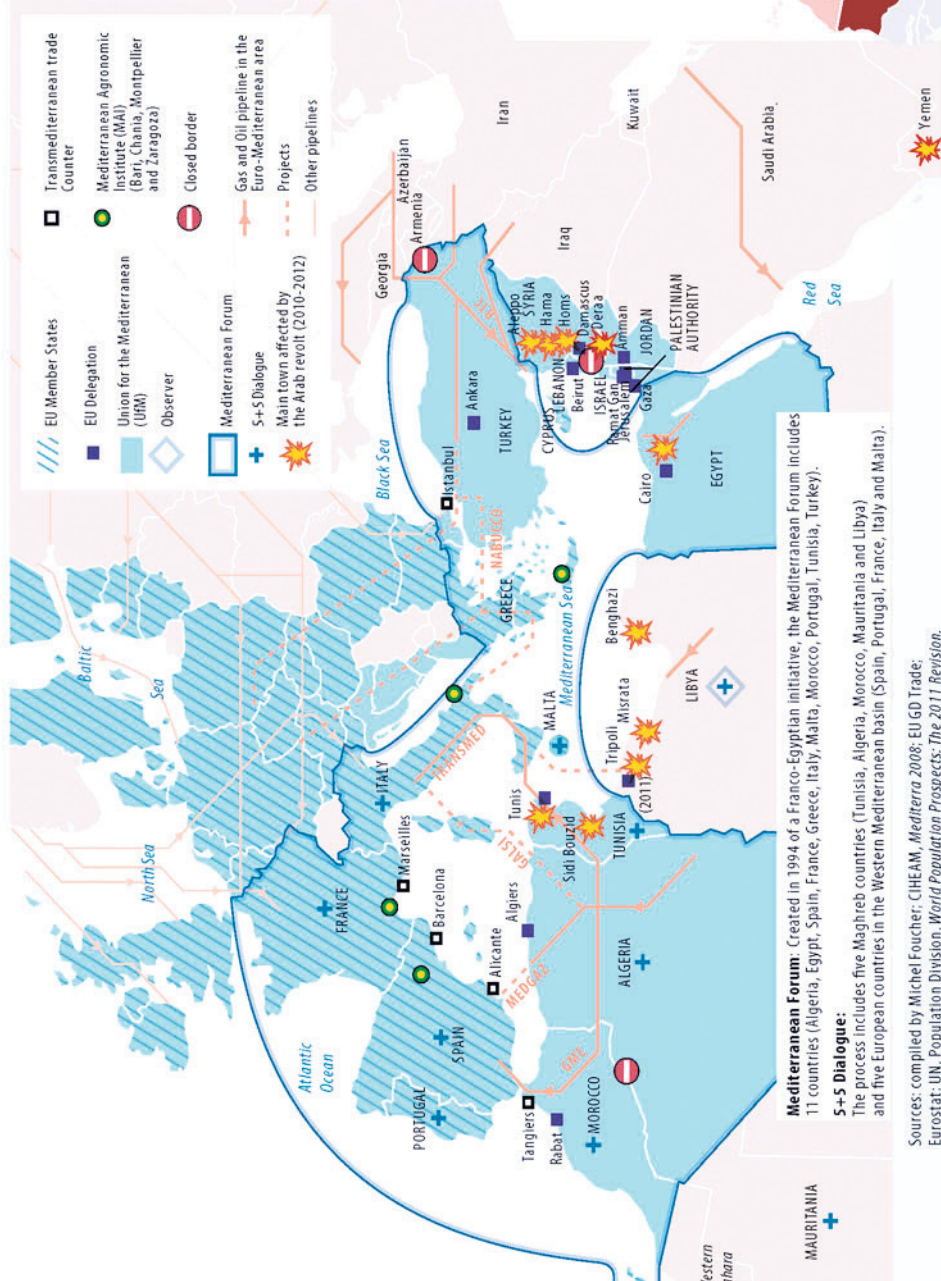 EU Member States
EU Delegation
Union for the Mediterranean
(UfM)
Observer
Mediterranean Forum
5+5 Dialogue
Main town affected by
the Arab revolt (2010-2012)
Transmediterranean trade
Counter
Mediterranean Agronomic
Institute (MAI)
(Bari, Chania, Montpellier
and Zaragoza)
Closed border
Gas and Oil pipeline in the
Euro-Mediterranean area
Projects
Other pipelines
Baltic
Sea
North Sea
Atlantic
Ocean
Black Sea
Mediterranean Sea
Red
Sea
FRANCE
ITALY
Marseilles
Barcelona
Alicante
SPAIN
PORTUGAL
Tangiers
Rabat
MOROCCO
MAURITANIA
Algiers
ALGERIA
MEDGAZ
GME
GALSI
TRANSMED
Tunis
Sidi Bouzid
TUNISIA
MALTA
Tripoli
(2011)
Misrata
Benghazi
LIBYA
GREECE
NABUCCO
Istanbul
Ankara
TURKEY
BTC
Georgia
Armenia
Azerbaijan
Iran
Iraq
Kuwait
Saudi Arabia
Yemen
CYPRUS
Aleppo
SYRIA
Hama
Homs
LEBANON
Beirut
Damascus
Deraa
ISRAEL
Ramat Gan
Jerusalem
Gaza
Amman
JORDAN
PALESTINIAN
AUTHORITY
Cairo
EGYPT
Mediterranean Forum: Created in 1994 of a Franco-Egyptian initiative, the Mediterranean Forum includes
11 countries (Algeria, Egypt, Spain, France, Greece, Italy, Malta, Morocco, Portugal, Tunisia, Turkey).
5+5 Dialogue:
The process includes five Maghreb countries (Tunisia, Algeria, Morocco, Mauritania and Libya)
and five European countries in the Western Mediterranean basin (Spain, Portugal, France, Italy and Malta).
Sources: compiled by Michel Foucher; CIHEAM, Mediterra 2008; EU GD Trade;
Eurostat; UN, Population Division, World Population Prospects: The 2011 Revision.